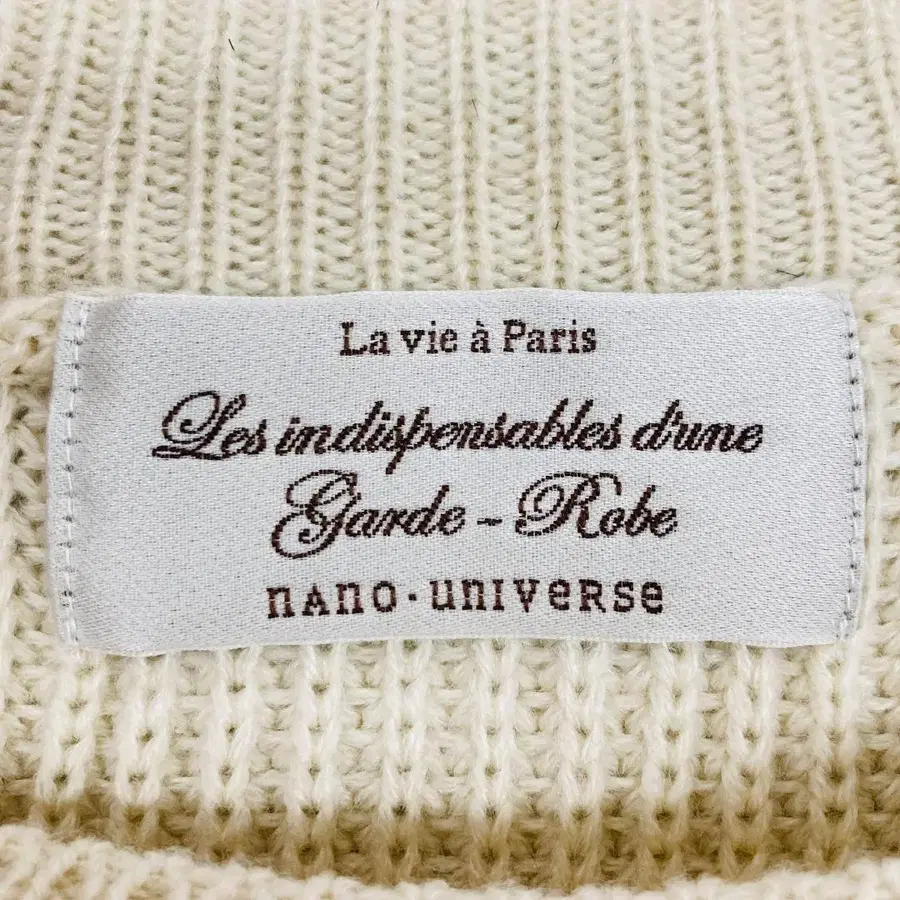 La vie à Paris
Les indispensables d'une
Garde-Robe
nano·universe